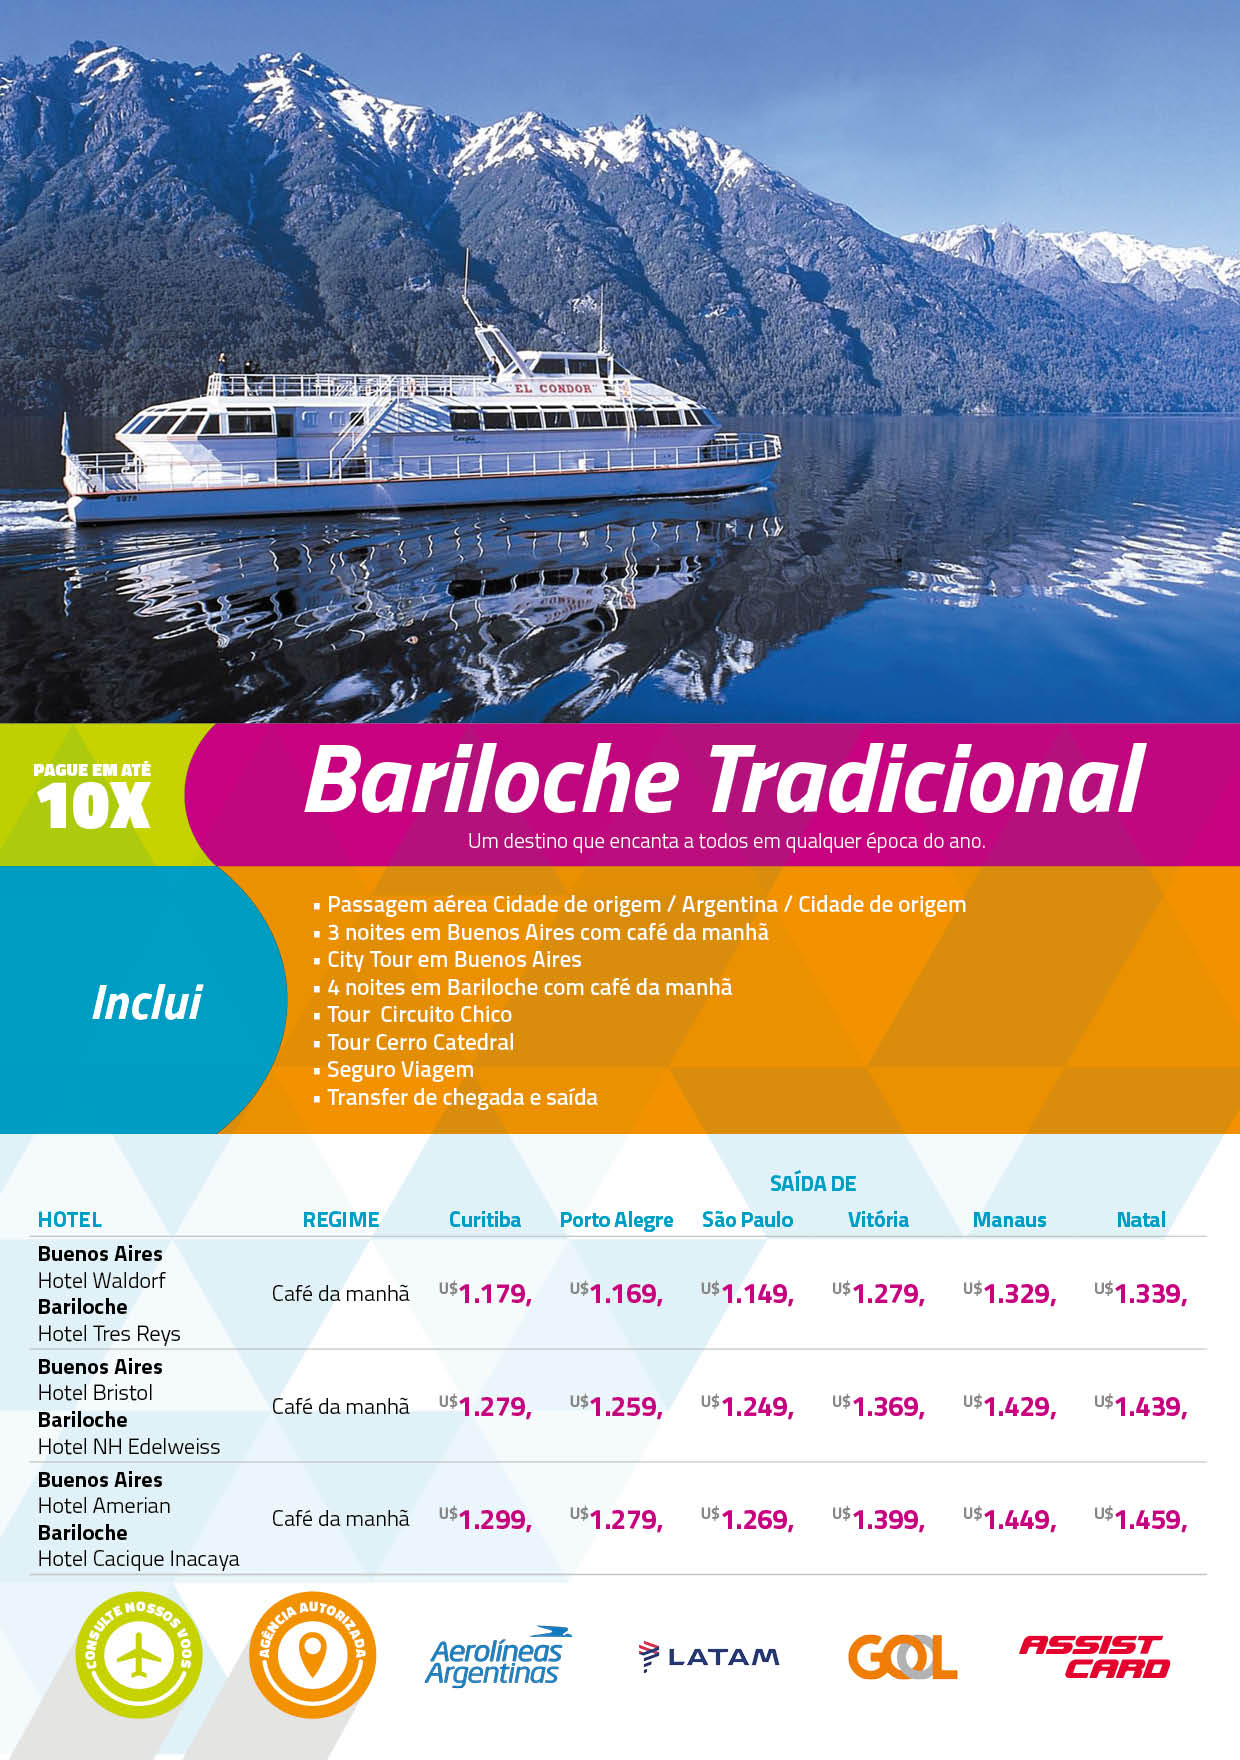 EL CONDOR
5978
PAGUE EM ATÉ
10X
Bariloche Tradicional
Um destino que encanta a todos em qualquer época do ano.
Inclui
• Passagem aérea Cidade de origem / Argentina / Cidade de origem
• 3 noites em Buenos Aires com café da manhã
• City Tour em Buenos Aires
• 4 noites em Bariloche com café da manhã
• Tour Circuito Chico
• Tour Cerro Catedral
• Seguro Viagem
• Transfer de chegada e saída
SAÍDA DE
HOTEL REGIME Curitiba Porto Alegre São Paulo Vitória Manaus Natal
Buenos Aires
Hotel Waldorf
Bariloche
Hotel Tres Reys
Café da manhã U$1.179, U$1.169, U$1.149, U$1.279, U$1.329, U$1.339,
Buenos Aires
Hotel Bristol
Bariloche
Hotel NH Edelweiss
Café da manhã U$1.279, U$1.259, U$1.249, U$1.369, U$1.429, U$1.439,
Buenos Aires
Hotel Amerian
Bariloche
Hotel Cacique Inacaya
Café da manhã U$1.299, U$1.279, U$1.269, U$1.399, U$1.449, U$1.459,
CONSULTE NOSSOS VOOS
AGÊNCIA AUTORIZADA
Aerolíneas
Argentinas
LATAM
GOL
ASSIST
CARD